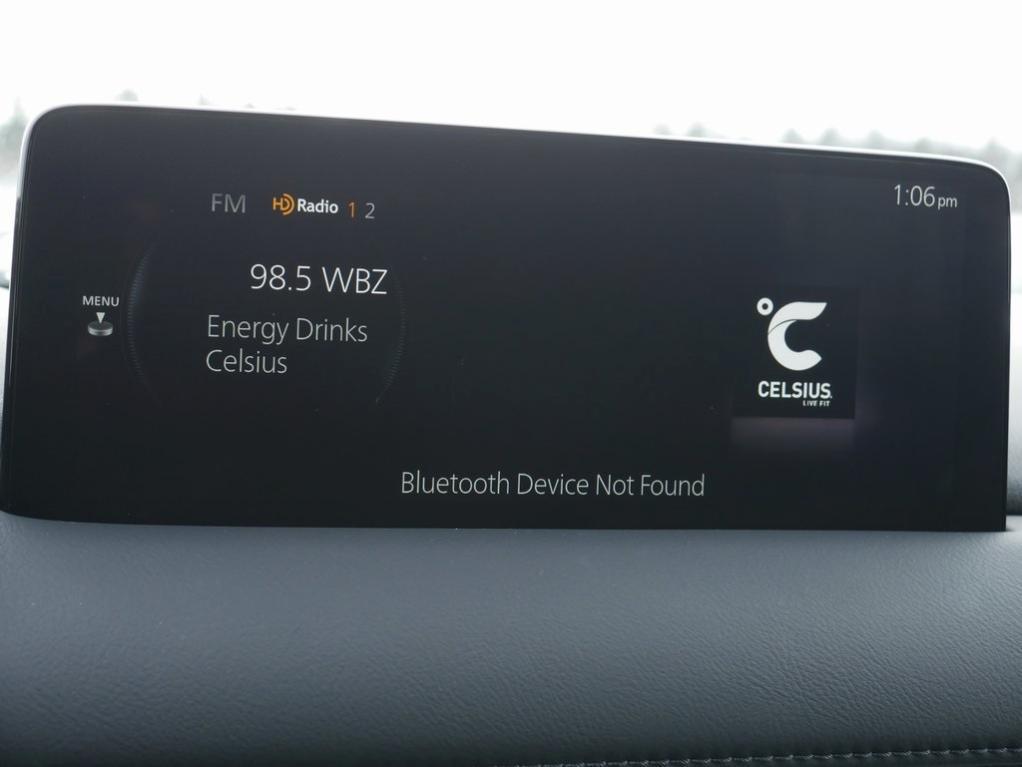 FM HD Radio 1 2
1:06pm
98.5 WBZ
MENU
Energy Drinks
Celsius
°C
CELSIUS
LIVE FIT
Bluetooth Device Not Found